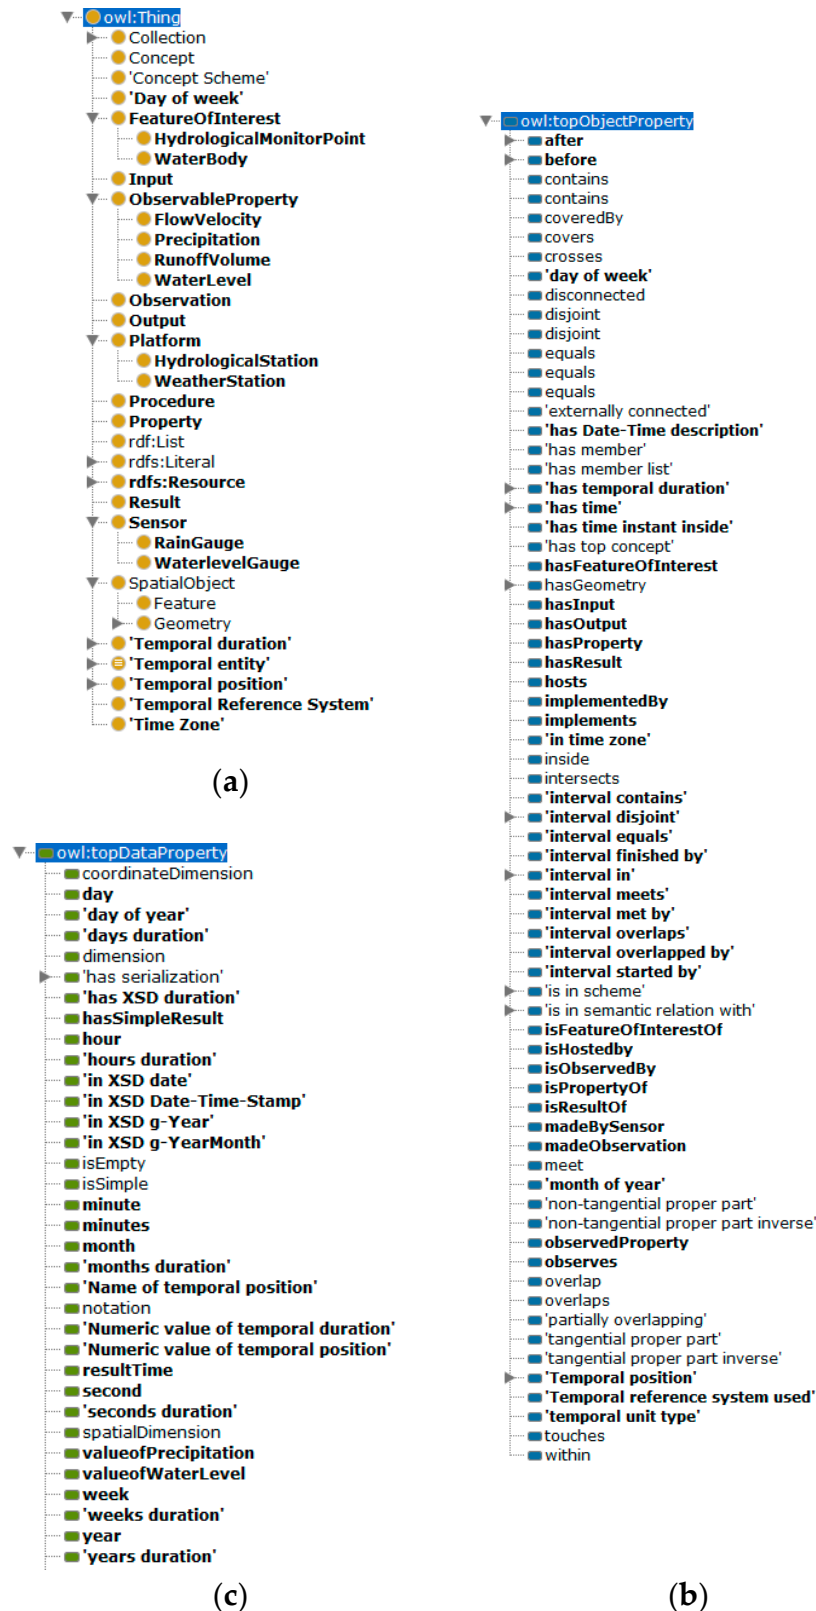 owl:Thing
Collection
Concept
'Concept Scheme'
'Day of week'
FeatureOfInterest
HydrologicalMonitorPoint
WaterBody
Input
ObservableProperty
FlowVelocity
Precipitation
RunoffVolume
WaterLevel
Observation
Output
Platform
HydrologicalStation
WeatherStation
Procedure
Property
rdf:List
rdfs:Literal
rdfs:Resource
Result
Sensor
RainGauge
WaterlevelGauge
SpatialObject
Feature
Geometry
'Temporal duration'
'Temporal entity'
'Temporal position'
'Temporal Reference System'
'Time Zone'
(a)
owl:topObjectProperty
after
before
contains
contains
coveredBy
covers
crosses
'day of week'
disconnected
disjoint
disjoint
equals
equals
equals
'externally connected'
'has Date-Time description'
'has member'
'has member list'
'has temporal duration'
'has time'
'has time instant inside'
'has top concept'
hasFeatureOfInterest
hasGeometry
hasInput
hasOutput
hasProperty
hasResult
hosts
implementedBy
implements
'in time zone'
inside
intersects
'interval contains'
'interval disjoint'
'interval equals'
'interval finished by'
'interval in'
'interval meets'
'interval met by'
'interval overlaps'
'interval overlapped by'
'interval started by'
'is in scheme'
'is in semantic relation with'
isFeatureOfInterestOf
isHostedby
isObservedBy
isPropertyOf
isResultOf
madeBySensor
madeObservation
meet
'month of year'
'non-tangential proper part'
'non-tangential proper part inverse'
observedProperty
observes
overlap
overlaps
'partially overlapping'
'tangential proper part'
'tangential proper part inverse'
'Temporal position'
'Temporal reference system used'
'temporal unit type'
touches
within
(b)
owl:topDataProperty
coordinateDimension
day
'day of year'
'days duration'
dimension
'has serialization'
'has XSD duration'
hasSimpleResult
hour
'hours duration'
'in XSD date'
'in XSD Date-Time-Stamp'
'in XSD g-Year'
'in XSD g-YearMonth'
isEmpty
isSimple
minute
minutes
month
'months duration'
'Name of temporal position'
notation
'Numeric value of temporal duration'
'Numeric value of temporal position'
resultTime
second
'seconds duration'
spatialDimension
valueofPrecipitation
valueofWaterLevel
week
'weeks duration'
year
'years duration'
(c)